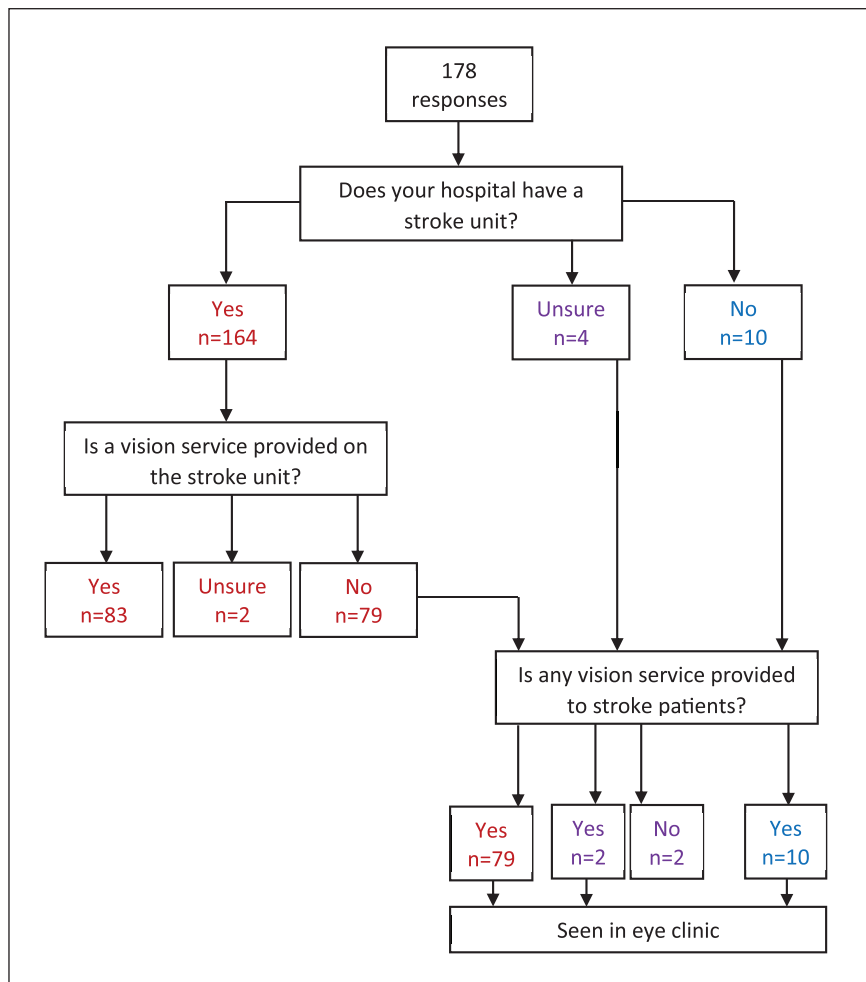 178
responses
Does your hospital have a
stroke unit?
Yes
n=164
Unsure
n=4
No
n=10
Is a vision service provided on
the stroke unit?
Yes
n=83
Unsure
n=2
No
n=79
Is any vision service provided
to stroke patients?
Yes
n=79
Yes
n=2
No
n=2
Yes
n=10
Seen in eye clinic